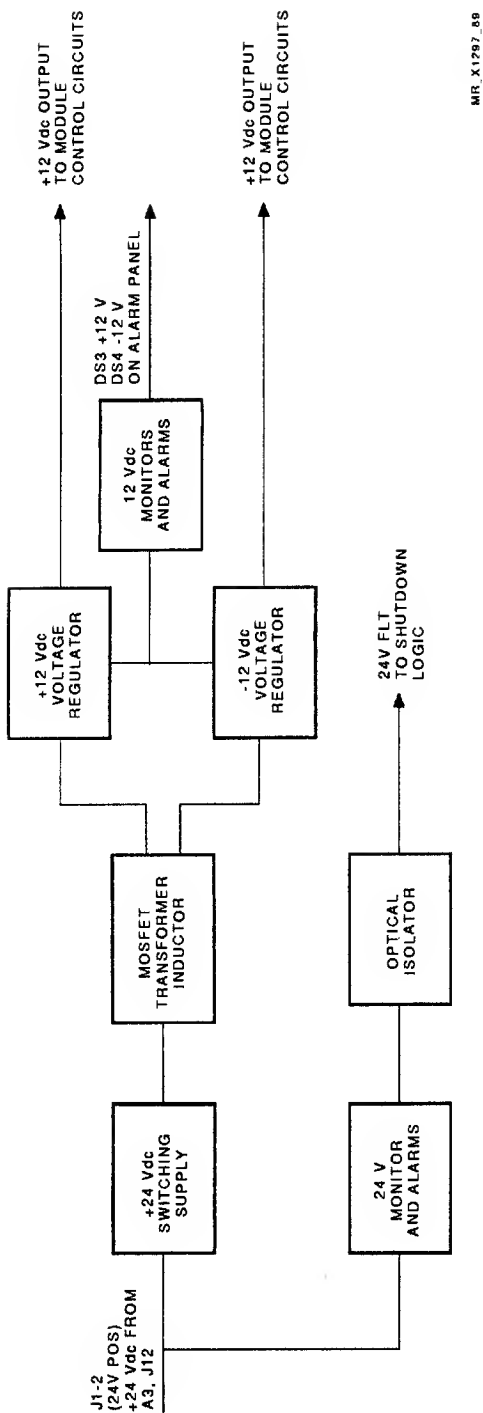 J1-2
(24V POS)
+24 Vdc FROM
A3, J12
+24 Vdc
SWITCHING
SUPPLY
MOSFET
TRANSFORMER
INDUCTOR
+12 Vdc
VOLTAGE
REGULATOR
+12 Vdc OUTPUT
TO MODULE
CONTROL CIRCUITS
12 Vdc
MONITORS
AND ALARMS
DS3 +12 V
DS4 -12 V
ON ALARM PANEL
-12 Vdc
VOLTAGE
REGULATOR
+12 Vdc OUTPUT
TO MODULE
CONTROL CIRCUITS
24 V
MONITOR
AND ALARMS
OPTICAL
ISOLATOR
24V FLT
TO SHUTDOWN
LOGIC
MR_X1297_89